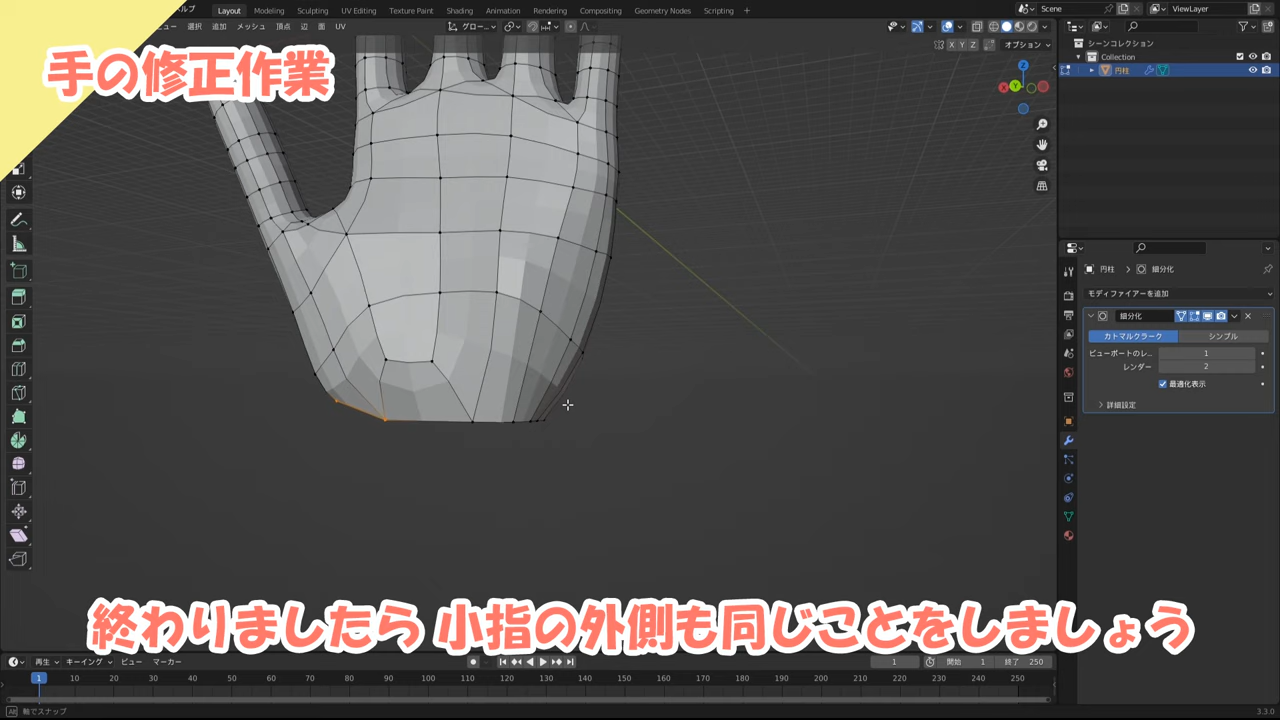 ルプ Layout Modeling Sculpting UV Editing Texture Paint Shading Animation Rendering Compositing Geometry Nodes Scripting + Scene ViewLayer
ュー 選択 追加 メッシュ 頂点 辺 面 UV グロー...
X Y Z オプション
手の修正作業
シーンコレクション
Collection
円柱
Z
X Y
円柱 > 細分化
モディファイアーを追加
細分化
カトマルクラーク シンプル
ビューポートのレ.. 1
レンダー 2
最適化表示
詳細設定
終わりましたら 小指の外側も同じことをしましょう
再生 キーイング ビュー マーカー 1 開始 1 終了 250
1 10 20 30 40 50 60 70 80 90 100 110 120 130 140 150 160 170 180 190 200 210 220 230 240 250
Alt 軸でスナップ 3.3.0